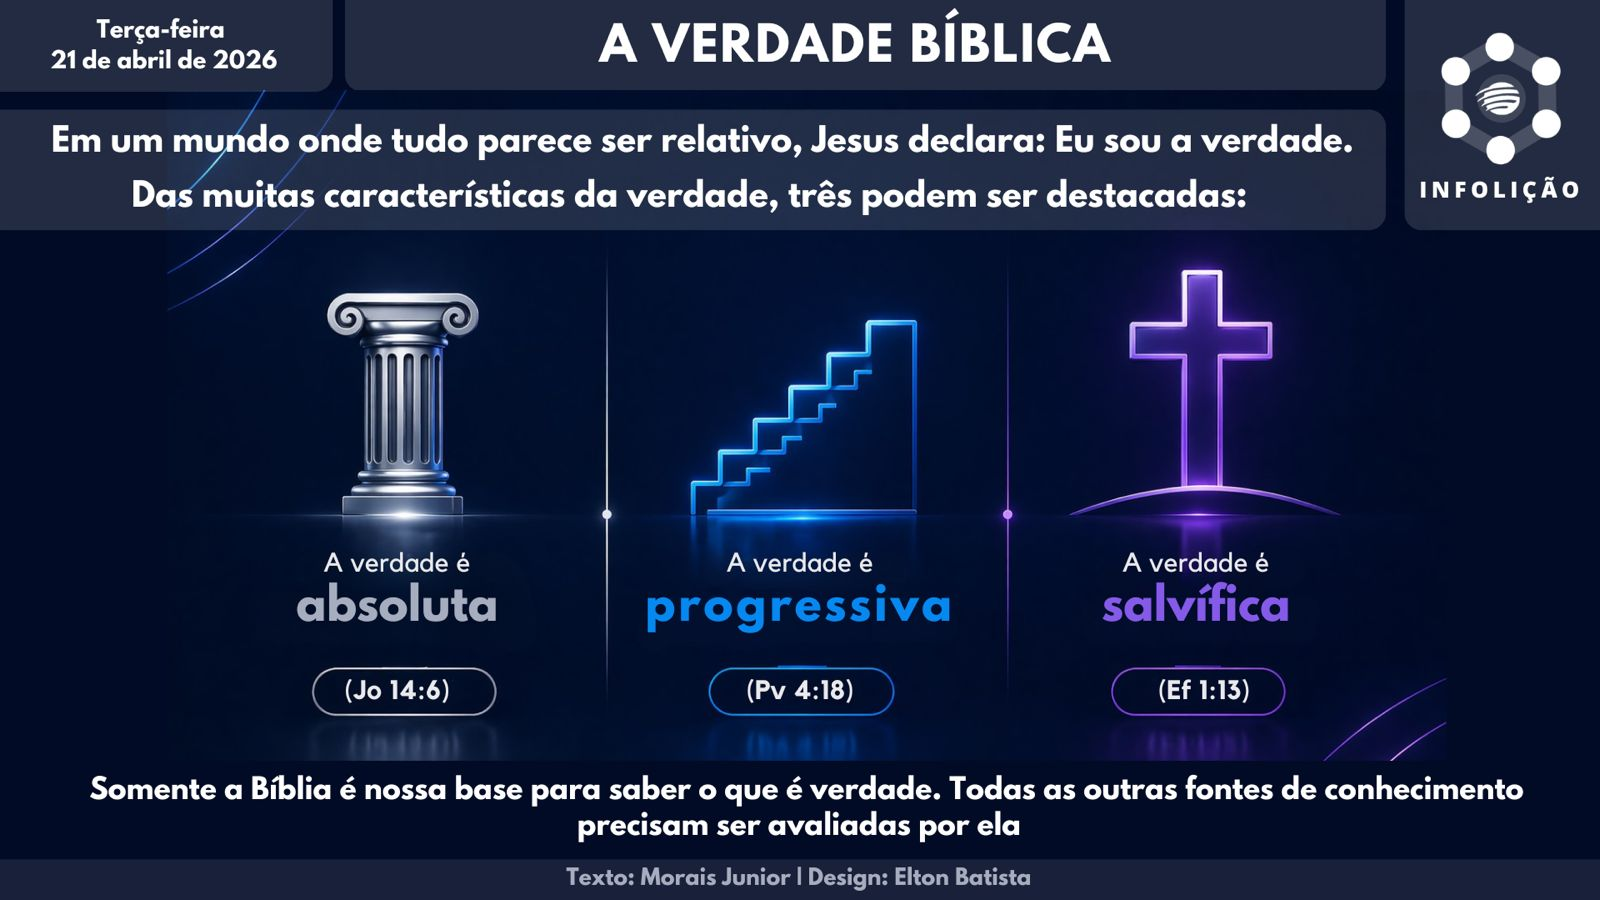 Terça-feira
21 de abril de 2026
A VERDADE BÍBLICA
INFOLIÇÃO
Em um mundo onde tudo parece ser relativo, Jesus declara: Eu sou a verdade.
Das muitas características da verdade, três podem ser destacadas:
A verdade é
absoluta
(Jo 14:6)
A verdade é
progressiva
(Pv 4:18)
A verdade é
salvífica
(Ef 1:13)
Somente a Bíblia é nossa base para saber o que é verdade. Todas as outras fontes de conhecimento
precisam ser avaliadas por ela
Texto: Morais Junior | Design: Elton Batista